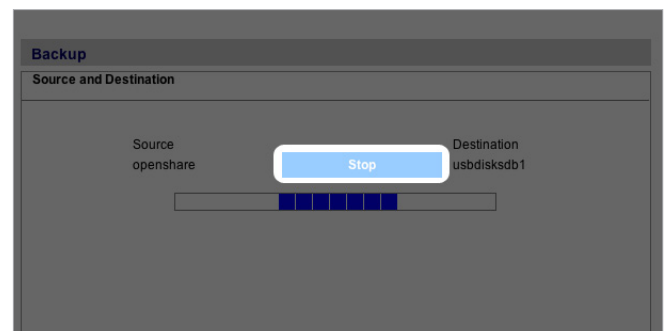 Backup
Source and Destination
Source Destination
openshare Stop usbdisksdb1